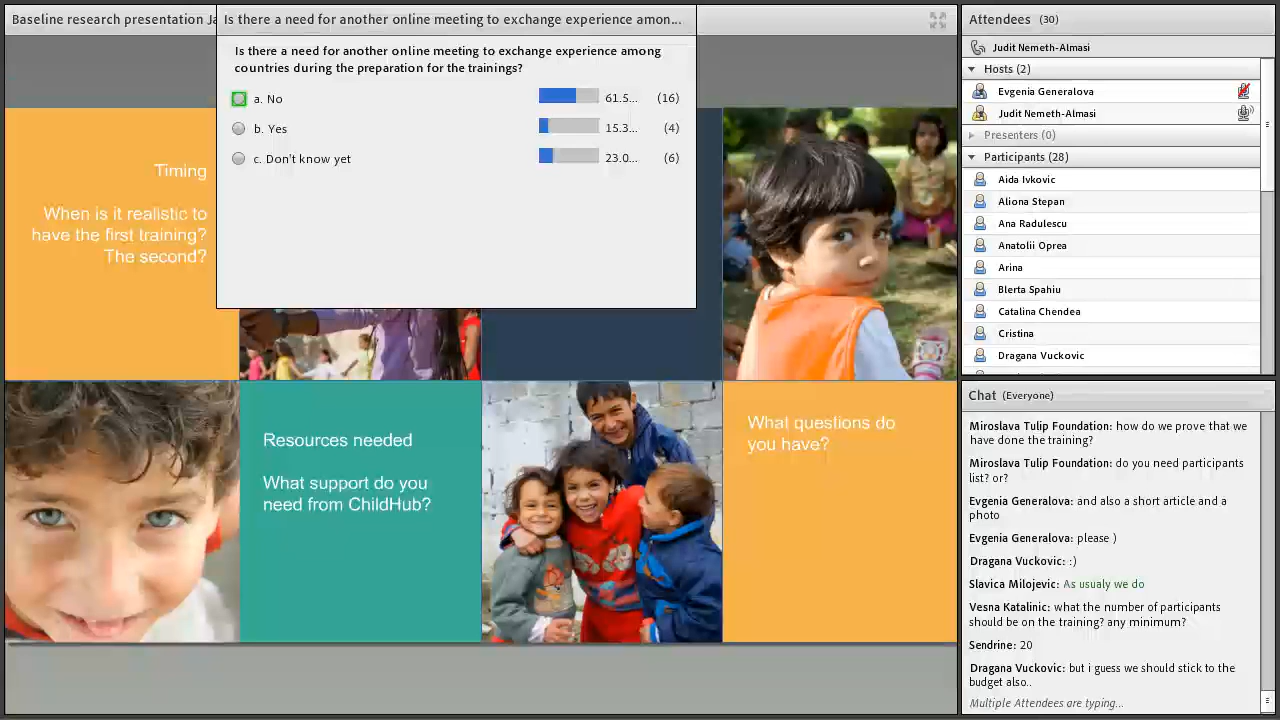 Baseline research presentation Ja
Is there a need for another online meeting to exchange experience amon...
Is there a need for another online meeting to exchange experience among
countries during the preparation for the trainings?
a. No 61.5... (16)
b. Yes 15.3... (4)
c. Don't know yet 23.0... (6)
Timing
When is it realistic to
have the first training?
The second?
Resources needed
What support do you
need from ChildHub?
What questions do
you have?
Attendees (30)
Judit Nemeth-Almasi
Hosts (2)
Evgenia Generalova
Judit Nemeth-Almasi
Presenters (0)
Participants (28)
Aida Ivkovic
Aliona Stepan
Ana Radulescu
Anatolii Oprea
Arina
Blerta Spahiu
Catalina Chendea
Cristina
Dragana Vuckovic
Chat (Everyone)
Miroslava Tulip Foundation: how do we prove that we
have done the training?
Miroslava Tulip Foundation: do you need participants
list? or?
Evgenia Generalova: and also a short article and a
photo
Evgenia Generalova: please )
Dragana Vuckovic: :)
Slavica Milojevic: As usualy we do
Vesna Katalinic: what the number of participants
should be on the training? any minimum?
Sendrine: 20
Dragana Vuckovic: but i guess we should stick to the
budget also..
Multiple Attendees are typing...